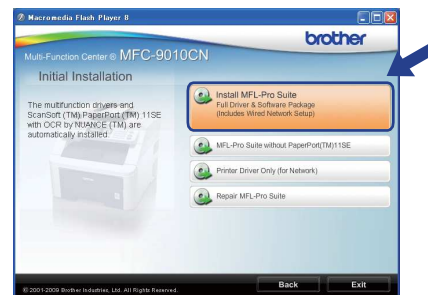 Macromedia Flash Player 8
brother
Multi-Function Center ® MFC-9010CN
Initial Installation
The multifunction drivers and
ScanSoft (TM) PaperPort (TM) 11SE
with OCR by NUANCE (TM) are
automatically installed.
Install MFL-Pro Suite
Full Driver & Software Package
(Includes Wired Network Setup)
MFL-Pro Suite without PaperPort(TM)11SE
Printer Driver Only (for Network)
Repair MFL-Pro Suite
© 2001-2009 Brother Industries, Ltd. All Rights Reserved.
Back
Exit